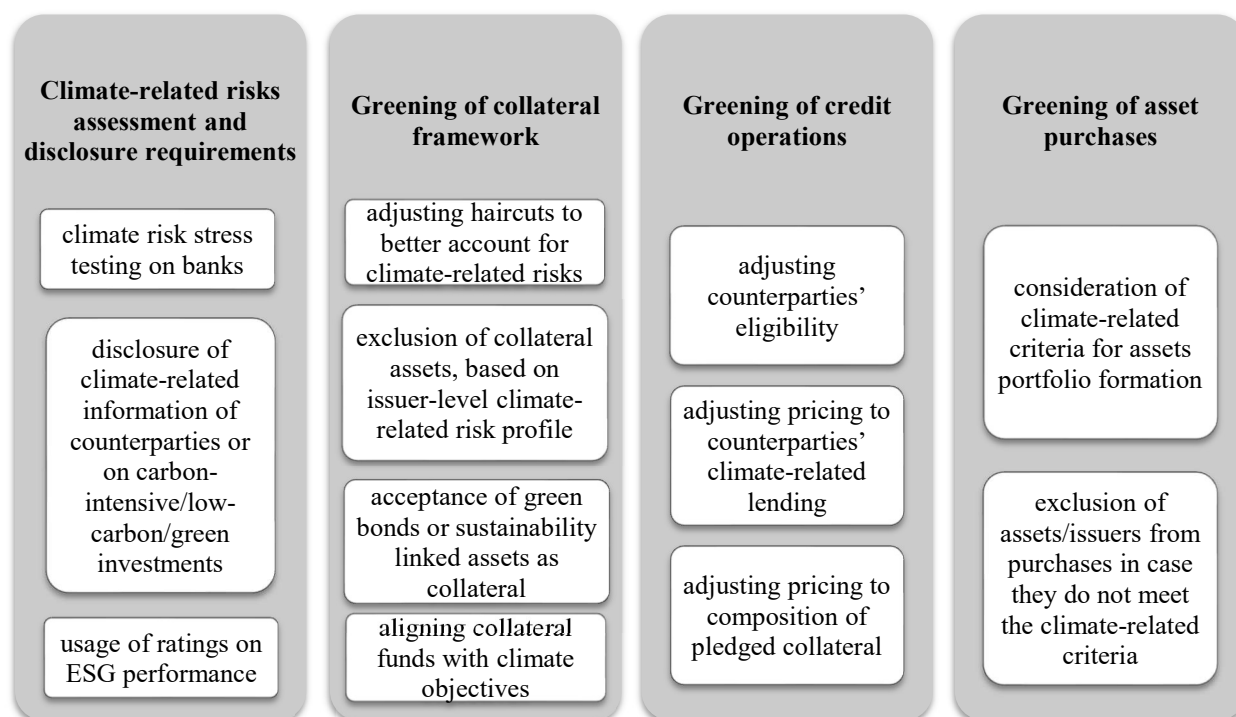 Climate-related risks
assessment and
disclosure requirements
climate risk stress
testing on banks
disclosure of
climate-related
information of
counterparties or
on carbon-
intensive/low-
carbon/green
investments
usage of ratings on
ESG performance
Greening of collateral
framework
adjusting haircuts to
better account for
climate-related risks
exclusion of collateral
assets, based on
issuer-level climate-
related risk profile
acceptance of green
bonds or sustainability
linked assets as
collateral
aligning collateral
funds with climate
objectives
Greening of credit
operations
adjusting
counterparties’
eligibility
adjusting pricing to
counterparties’
climate-related
lending
adjusting pricing to
composition of
pledged collateral
Greening of asset
purchases
consideration of
climate-related
criteria for assets
portfolio formation
exclusion of
assets/issuers from
purchases in case
they do not meet
the climate-related
criteria